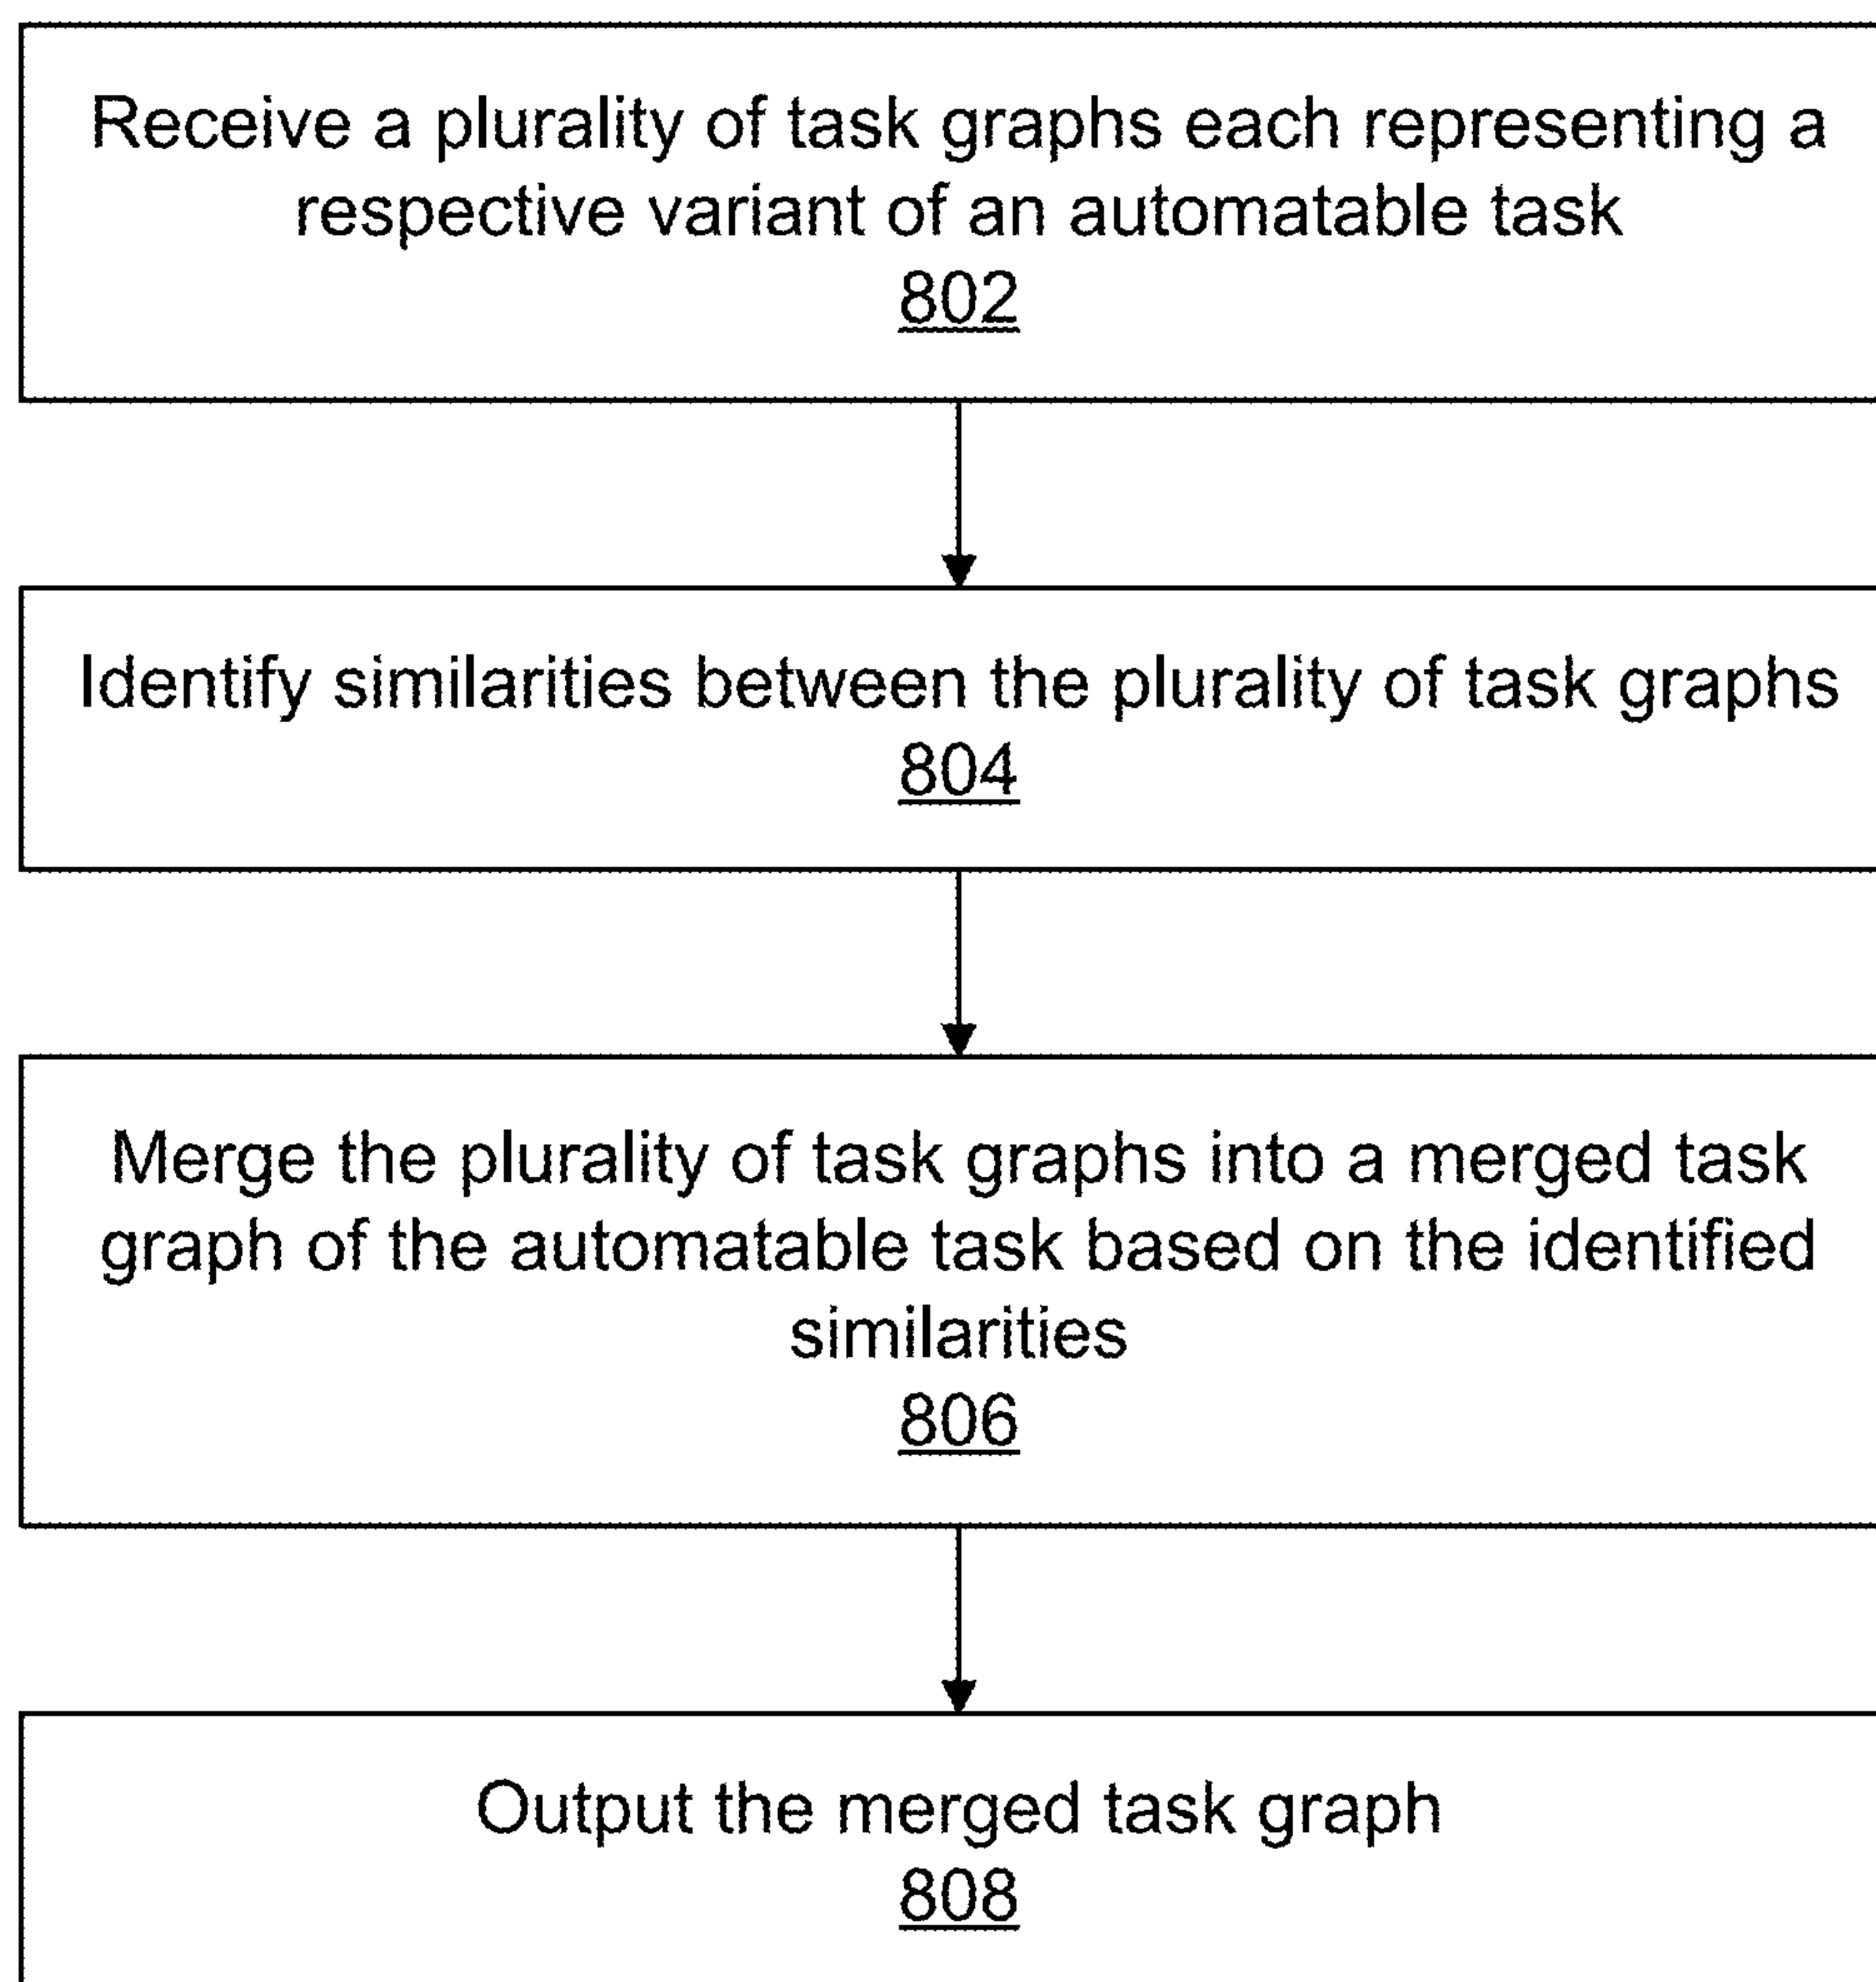 Receive a plurality of task graphs each representing a
respective variant of an automatable task
802
Identify similarities between the plurality of task graphs
804
Merge the plurality of task graphs into a merged task
graph of the automatable task based on the identified
similarities
806
Output the merged task graph
808